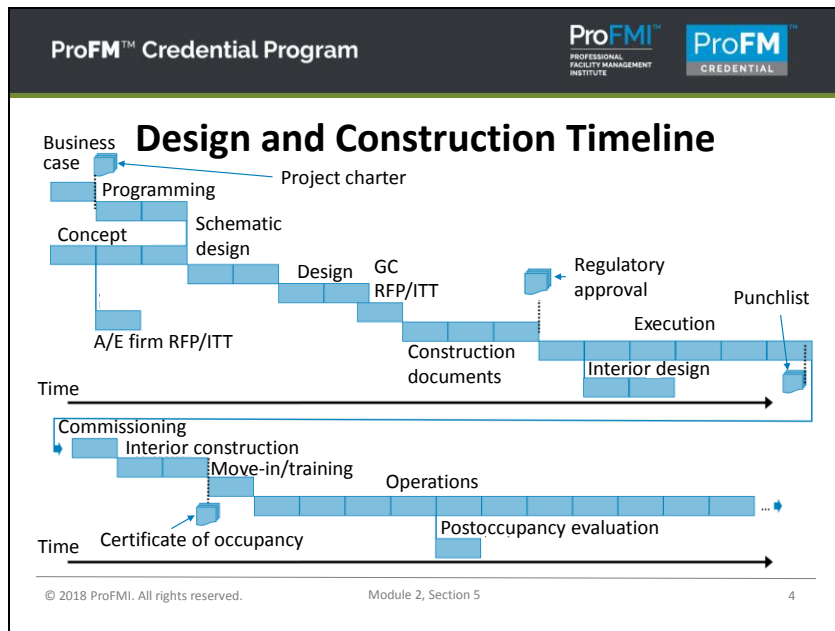 ProFM™ Credential Program
ProFMI™
PROFESSIONAL
FACILITY MANAGEMENT
INSTITUTE
ProFM™
CREDENTIAL
Design and Construction Timeline
Business
case
Project charter
Programming
Concept
Schematic
design
Design
GC
RFP/ITT
Regulatory
approval
Punchlist
A/E firm RFP/ITT
Construction
documents
Execution
Interior design
Time
Commissioning
Interior construction
Move-in/training
Operations
...
Certificate of occupancy
Postoccupancy evaluation
Time
© 2018 ProFMI. All rights reserved.
Module 2, Section 5
4